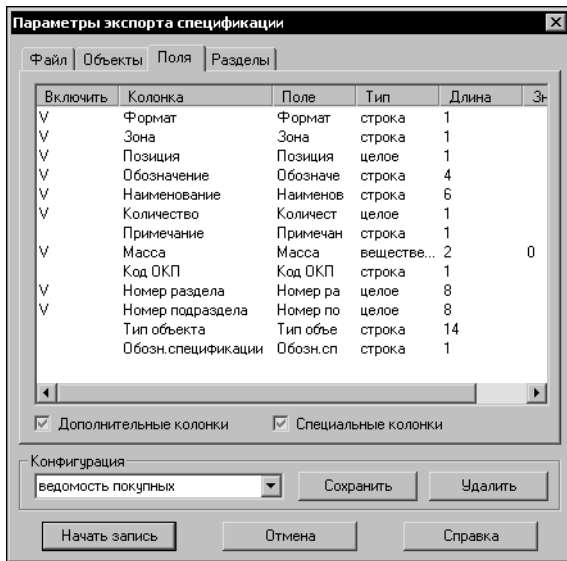 Параметры экспорта спецификации
Файл Объекты Поля Разделы
Включить Колонка Поле Тип Длина Зн
V Формат Формат строка 1
V Зона Зона строка 1
V Позиция Позиция целое 1
V Обозначение Обозначе строка 4
V Наименование Наименов строка 6
V Количество Количест целое 1
Примечание Примечан строка 1
V Масса Масса веществе... 2 0
Код ОКП Код ОКП строка 1
V Номер раздела Номер ра целое 8
V Номер подраздела Номер по целое 8
Тип объекта Тип объе строка 14
Обозн.спецификации Обозн.сп строка 1
Дополнительные колонки Специальные колонки
Конфигурация
ведомость покупных Сохранить Удалить
Начать запись Отмена Справка